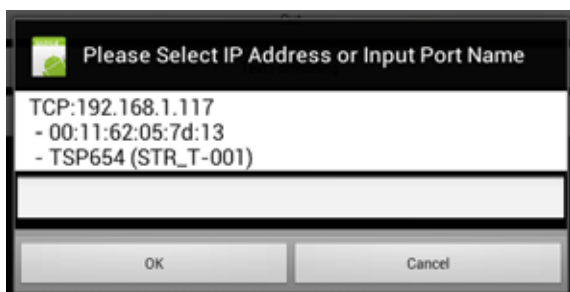 Please Select IP Address or Input Port Name
TCP:192.168.1.117
- 00:11:62:05:7d:13
- TSP654 (STR_T-001)
OK
Cancel